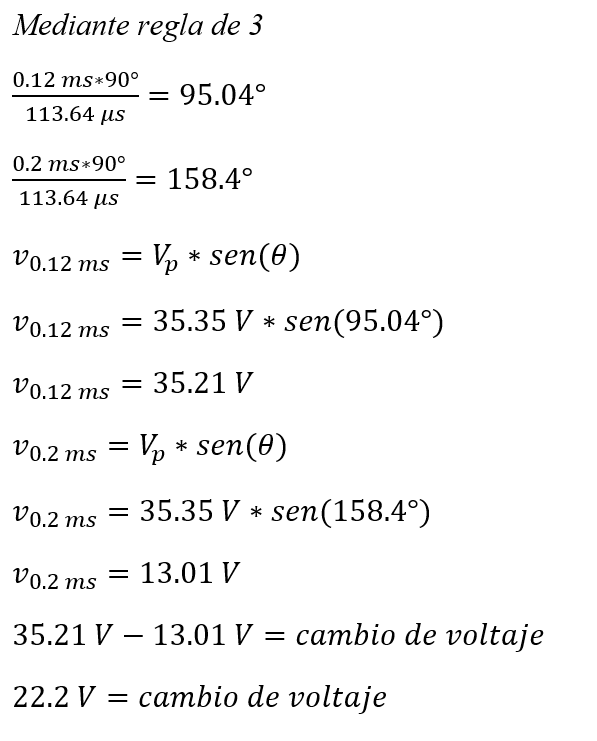 Mediante regla de 3
0.12 ms*90° / 113.64 μs = 95.04°
0.2 ms*90° / 113.64 μs = 158.4°
v0.12 ms = Vp * sen(θ)
v0.12 ms = 35.35 V * sen(95.04°)
v0.12 ms = 35.21 V
v0.2 ms = Vp * sen(θ)
v0.2 ms = 35.35 V * sen(158.4°)
v0.2 ms = 13.01 V
35.21 V − 13.01 V = cambio de voltaje
22.2 V = cambio de voltaje